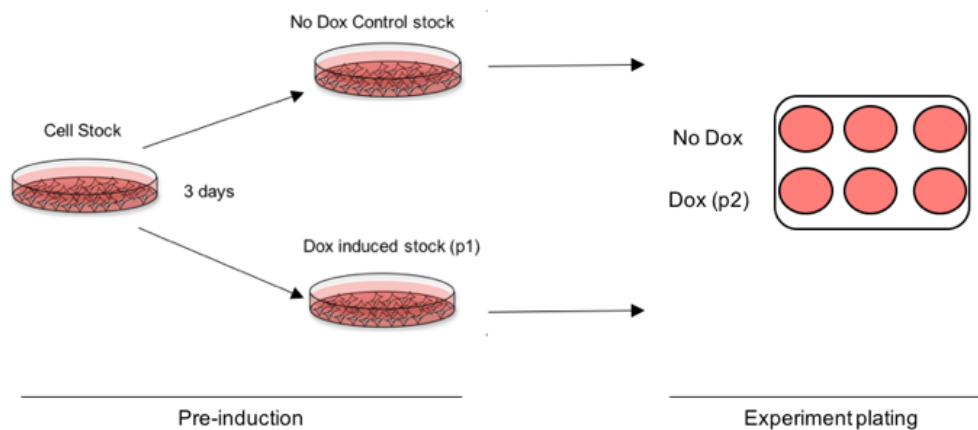 No Dox Control stock
Cell Stock
3 days
Dox induced stock (p1)
No Dox
Dox (p2)
Pre-induction
Experiment plating